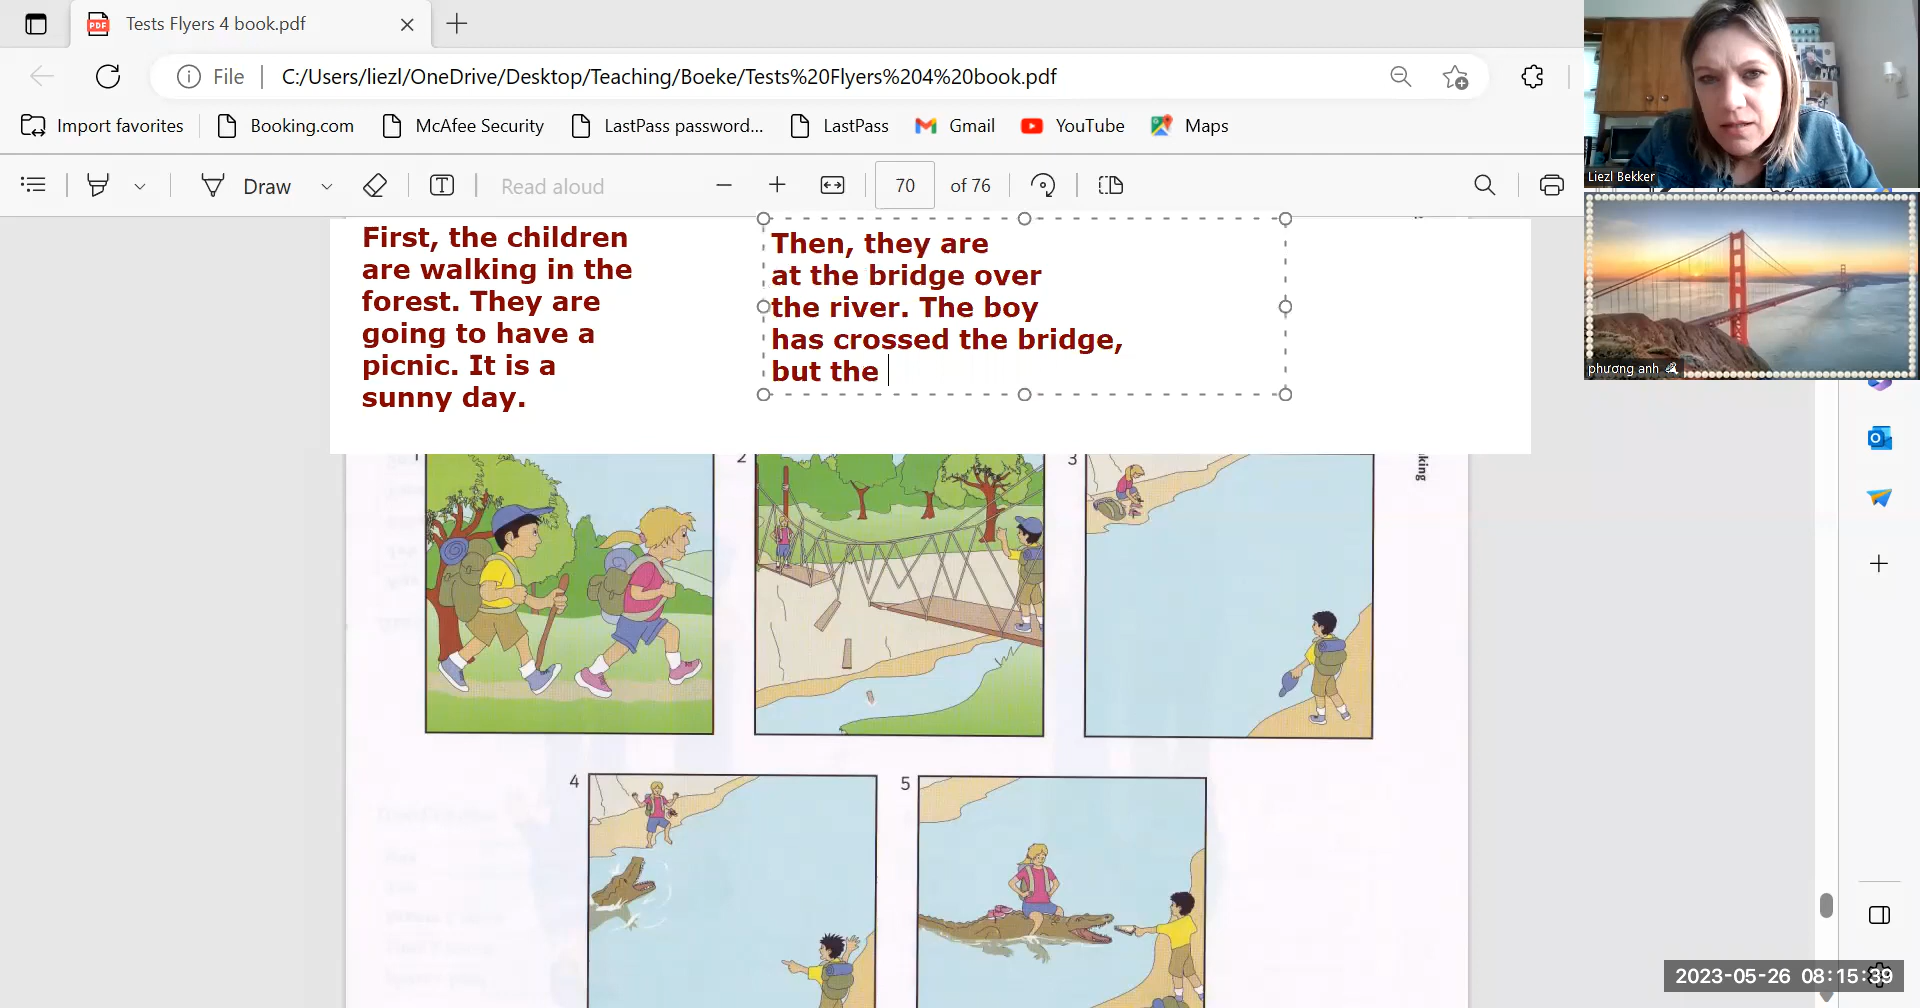 Tests Flyers 4 book.pdf
File
C:/Users/liezl/OneDrive/Desktop/Teaching/Boeke/Tests%20Flyers%204%20book.pdf
Import favorites
Booking.com
McAfee Security
LastPass password...
LastPass
Gmail
YouTube
Maps
Draw
Read aloud
70 of 76
Liezl Bekker
phương anh
First, the children
are walking in the
forest. They are
going to have a
picnic. It is a
sunny day.
Then, they are
at the bridge over
the river. The boy
has crossed the bridge,
but the
2
3
king
4
5
2023-05-26 08:15:39